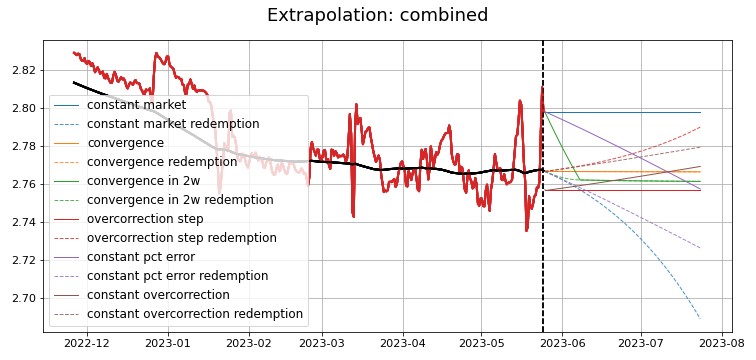 Extrapolation: combined
2.82
2.80
2.78
2.76
2.74
2.72
2.70
constant market
constant market redemption
convergence
convergence redemption
convergence in 2w
convergence in 2w redemption
overcorrection step
overcorrection step redemption
constant pct error
constant pct error redemption
constant overcorrection
constant overcorrection redemption
2022-12 2023-01 2023-02 2023-03 2023-04 2023-05 2023-06 2023-07 2023-08